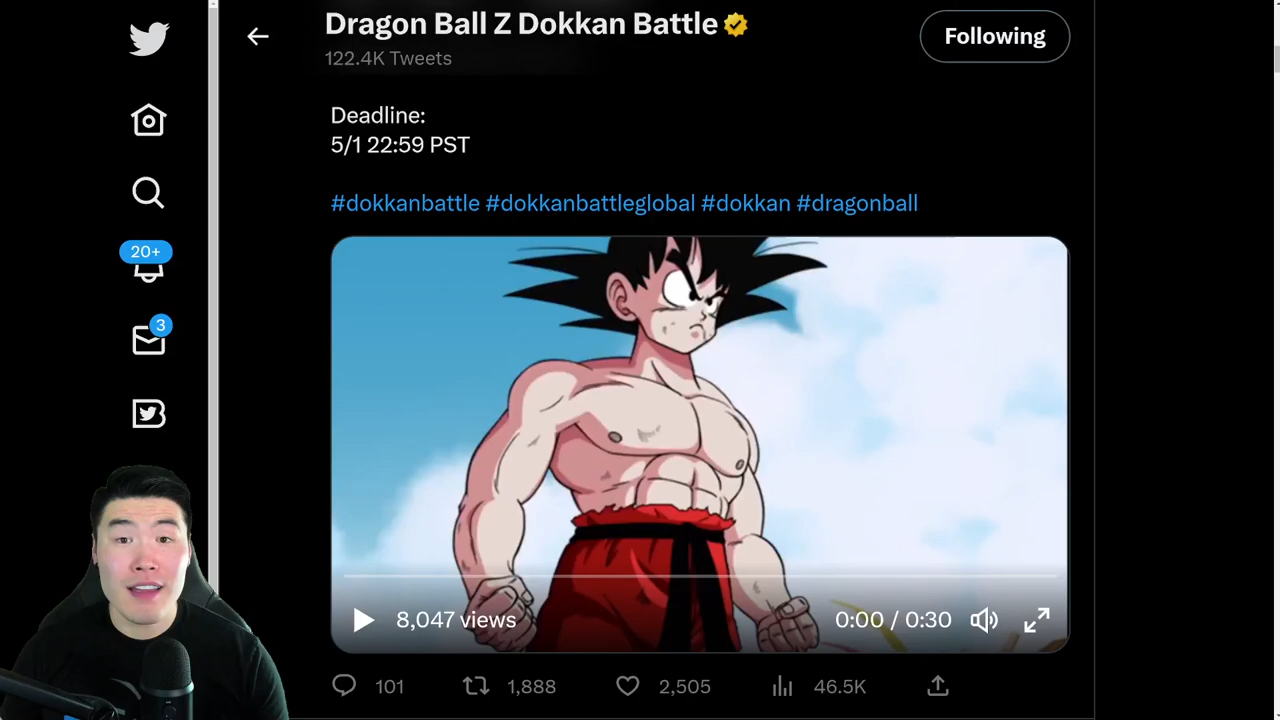 Dragon Ball Z Dokkan Battle
122.4K Tweets
Following
Deadline:
5/1 22:59 PST
#dokkanbattle #dokkanbattleglobal #dokkan #dragonball
20+
3
8,047 views
0:00 / 0:30
101
1,888
2,505
46.5K